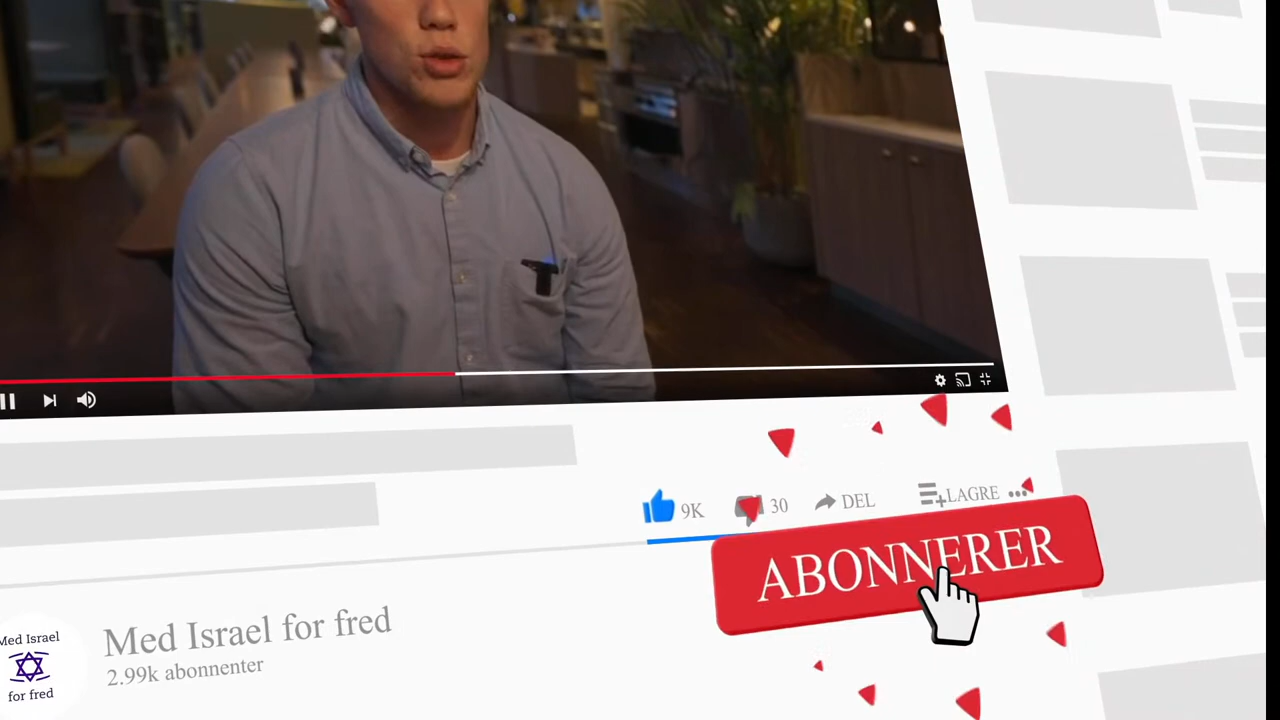 9K
30
DEL
LAGRE
ABONNERER
Med Israel for fred
2.99k abonnenter
Med Israel
for fred